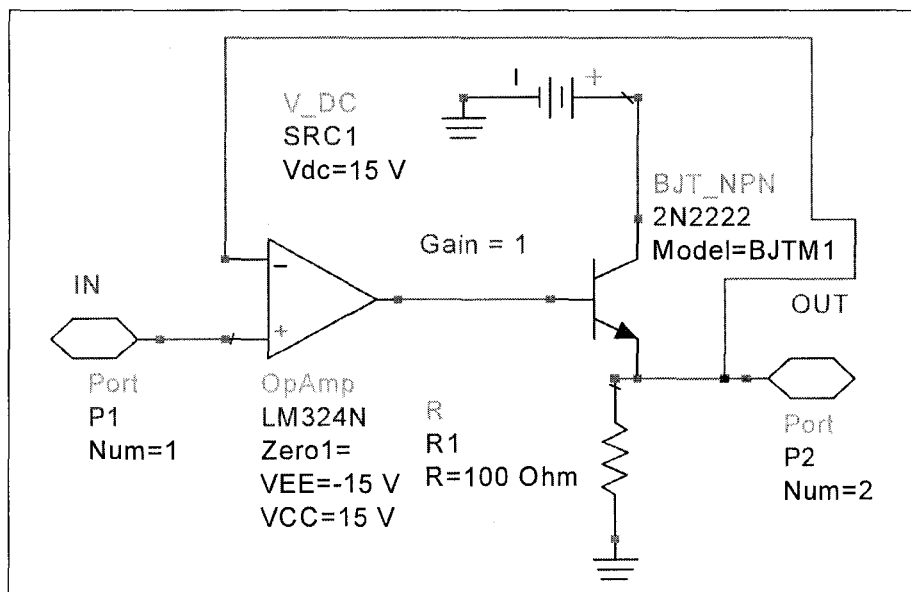 V_DC
SRC1
Vdc=15 V
- +
BJT_NPN
2N2222
Model=BJTM1
Gain = 1
IN
-
+
OUT
Port
P1
Num=1
OpAmp
LM324N
Zero1=
VEE=-15 V
VCC=15 V
R
R1
R=100 Ohm
Port
P2
Num=2